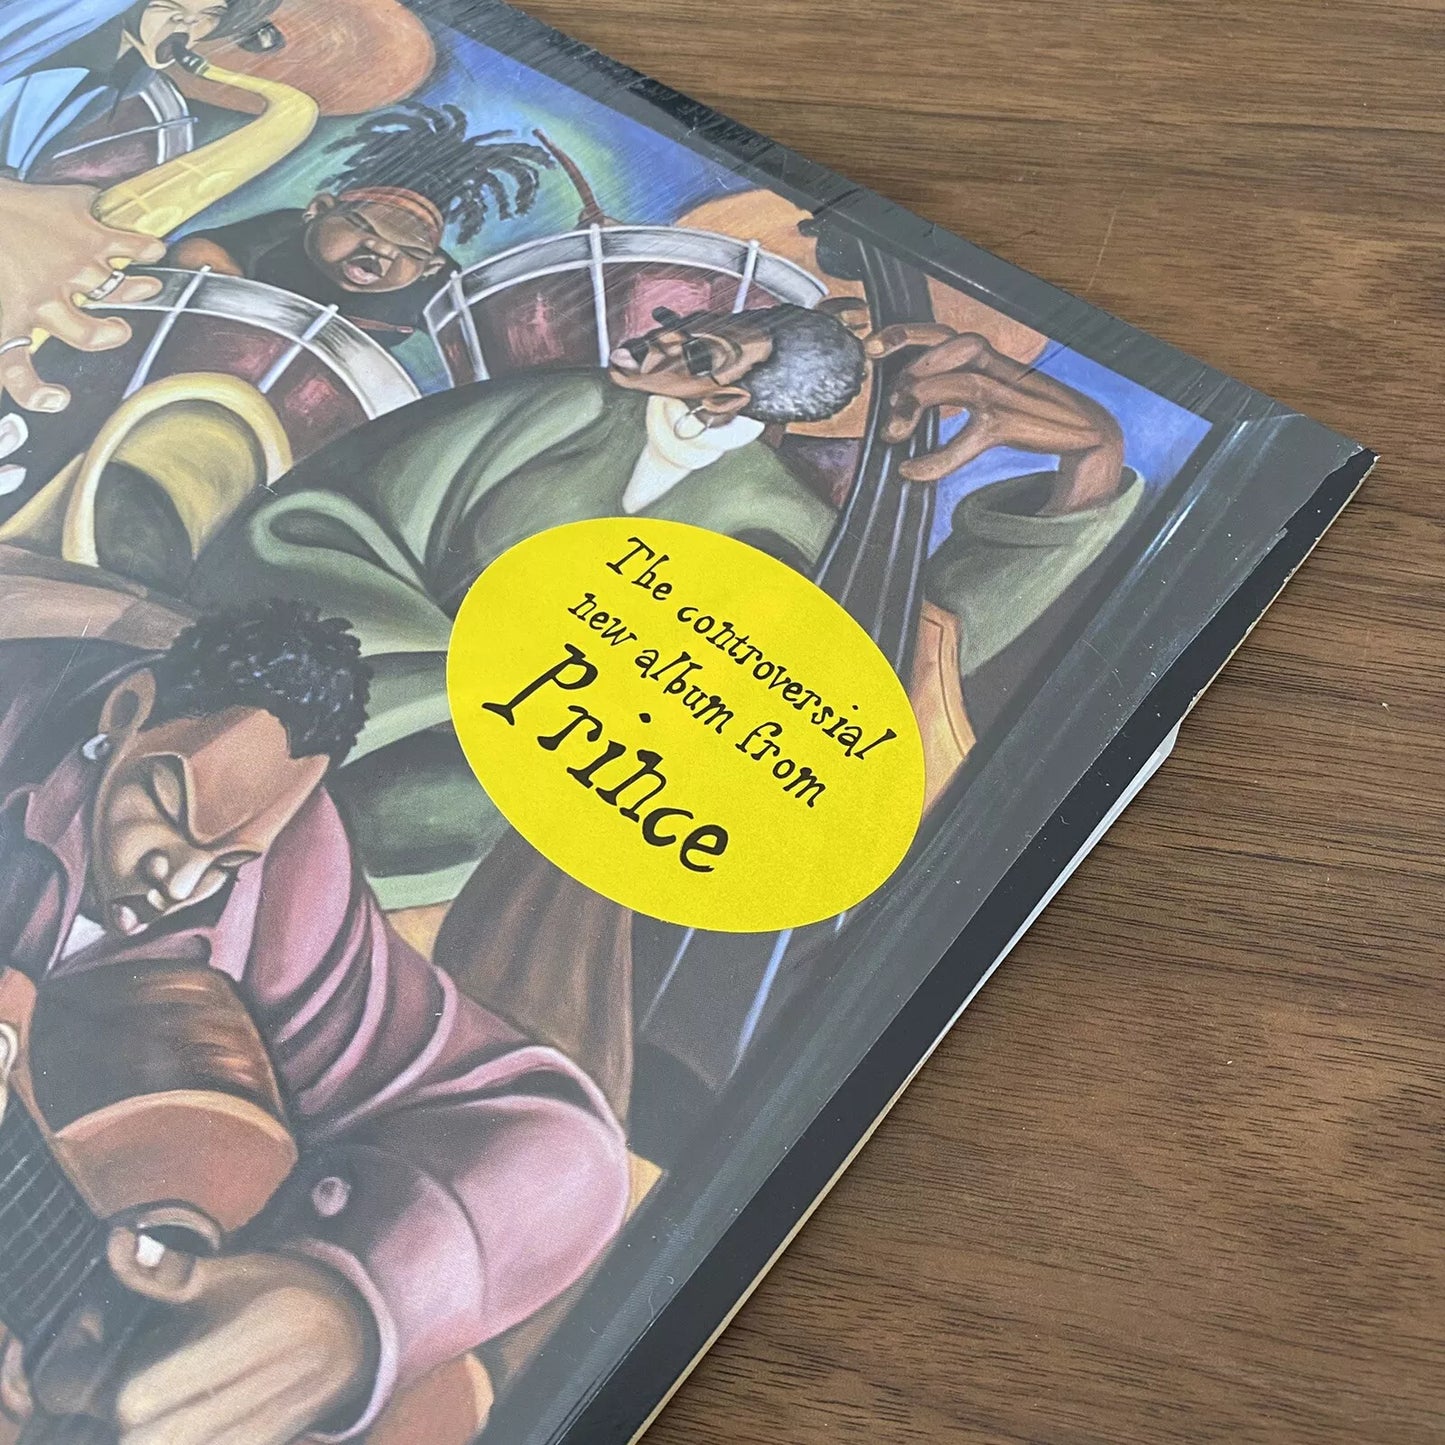 The controversial
new album from
Prince